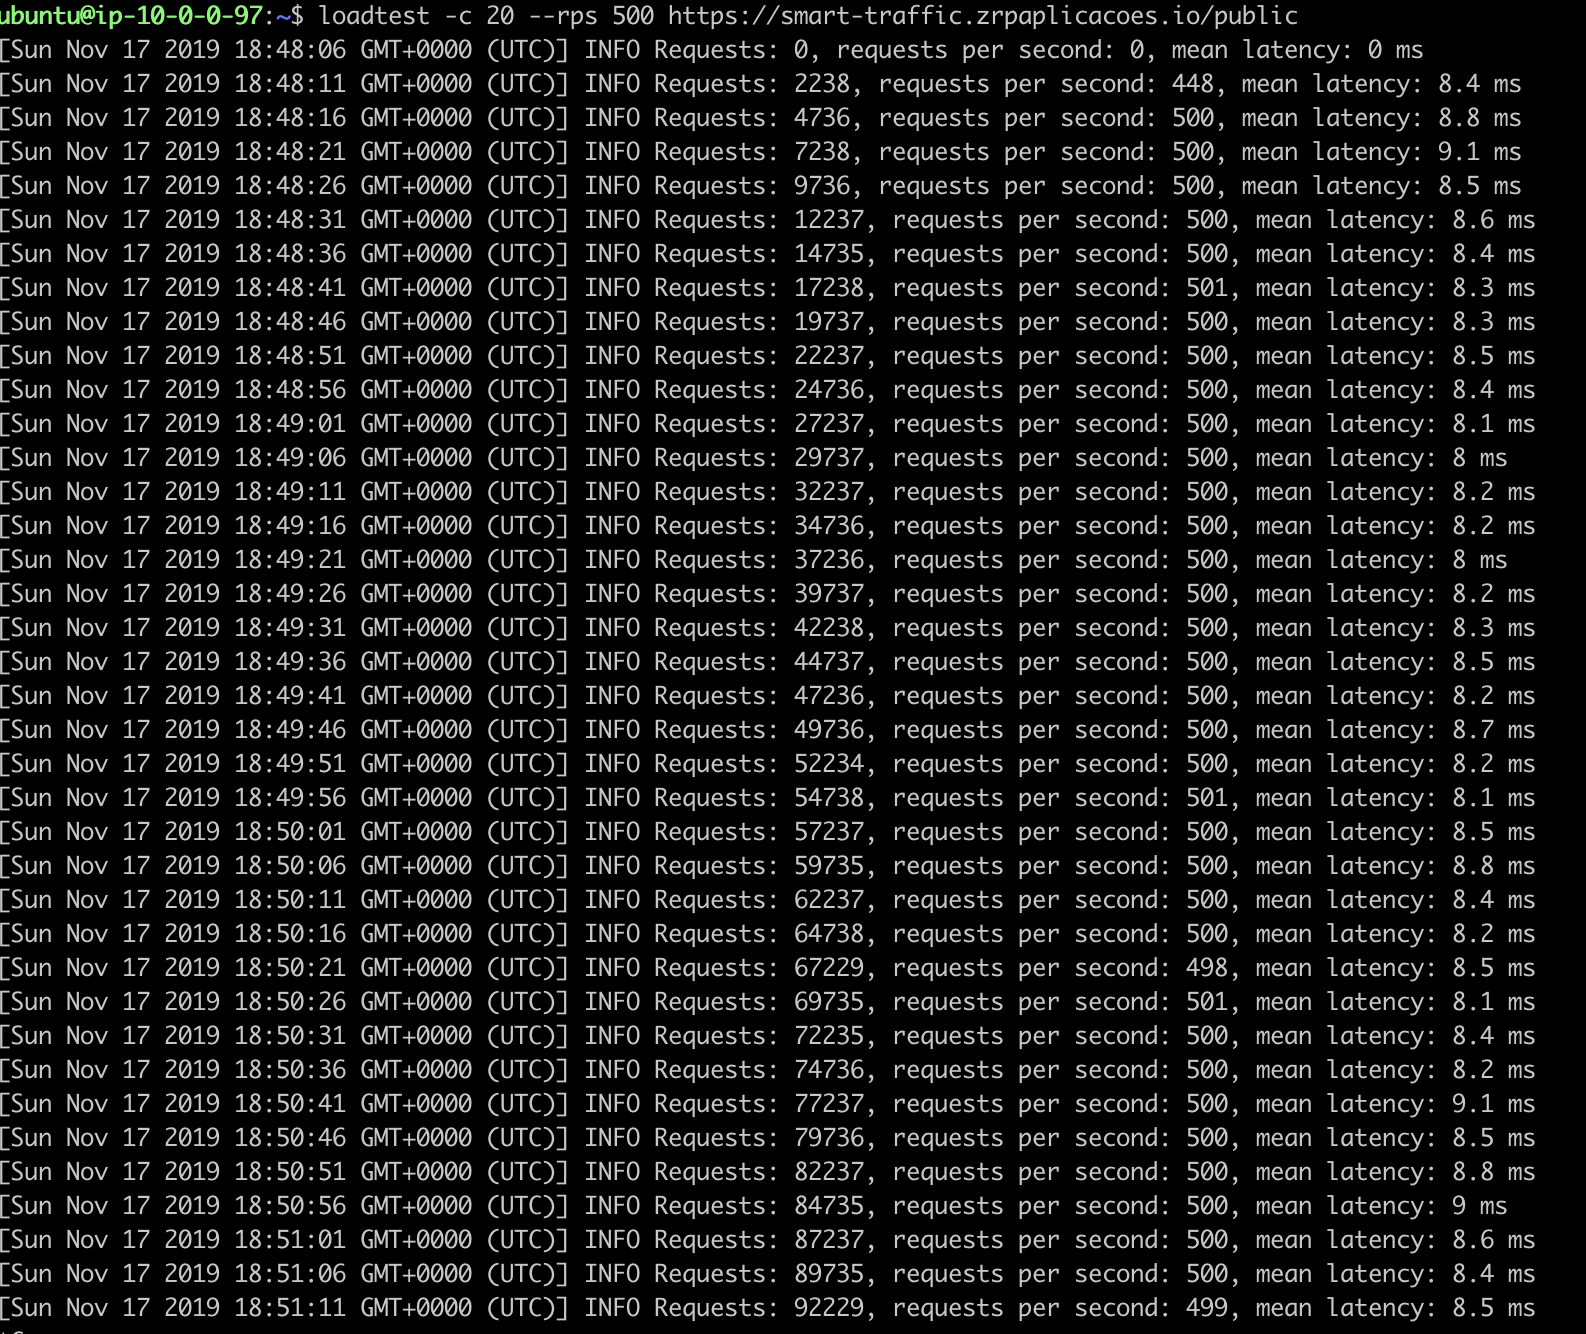 ubuntu@ip-10-0-0-97:~$ loadtest -c 20 --rps 500 https://smart-traffic.zrpaplicacoes.io/public
[Sun Nov 17 2019 18:48:06 GMT+0000 (UTC)] INFO Requests: 0, requests per second: 0, mean latency: 0 ms
[Sun Nov 17 2019 18:48:11 GMT+0000 (UTC)] INFO Requests: 2238, requests per second: 448, mean latency: 8.4 ms
[Sun Nov 17 2019 18:48:16 GMT+0000 (UTC)] INFO Requests: 4736, requests per second: 500, mean latency: 8.8 ms
[Sun Nov 17 2019 18:48:21 GMT+0000 (UTC)] INFO Requests: 7238, requests per second: 500, mean latency: 9.1 ms
[Sun Nov 17 2019 18:48:26 GMT+0000 (UTC)] INFO Requests: 9736, requests per second: 500, mean latency: 8.5 ms
[Sun Nov 17 2019 18:48:31 GMT+0000 (UTC)] INFO Requests: 12237, requests per second: 500, mean latency: 8.6 ms
[Sun Nov 17 2019 18:48:36 GMT+0000 (UTC)] INFO Requests: 14735, requests per second: 500, mean latency: 8.4 ms
[Sun Nov 17 2019 18:48:41 GMT+0000 (UTC)] INFO Requests: 17238, requests per second: 501, mean latency: 8.3 ms
[Sun Nov 17 2019 18:48:46 GMT+0000 (UTC)] INFO Requests: 19737, requests per second: 500, mean latency: 8.3 ms
[Sun Nov 17 2019 18:48:51 GMT+0000 (UTC)] INFO Requests: 22237, requests per second: 500, mean latency: 8.5 ms
[Sun Nov 17 2019 18:48:56 GMT+0000 (UTC)] INFO Requests: 24736, requests per second: 500, mean latency: 8.4 ms
[Sun Nov 17 2019 18:49:01 GMT+0000 (UTC)] INFO Requests: 27237, requests per second: 500, mean latency: 8.1 ms
[Sun Nov 17 2019 18:49:06 GMT+0000 (UTC)] INFO Requests: 29737, requests per second: 500, mean latency: 8 ms
[Sun Nov 17 2019 18:49:11 GMT+0000 (UTC)] INFO Requests: 32237, requests per second: 500, mean latency: 8.2 ms
[Sun Nov 17 2019 18:49:16 GMT+0000 (UTC)] INFO Requests: 34736, requests per second: 500, mean latency: 8.2 ms
[Sun Nov 17 2019 18:49:21 GMT+0000 (UTC)] INFO Requests: 37236, requests per second: 500, mean latency: 8 ms
[Sun Nov 17 2019 18:49:26 GMT+0000 (UTC)] INFO Requests: 39737, requests per second: 500, mean latency: 8.2 ms
[Sun Nov 17 2019 18:49:31 GMT+0000 (UTC)] INFO Requests: 42238, requests per second: 500, mean latency: 8.3 ms
[Sun Nov 17 2019 18:49:36 GMT+0000 (UTC)] INFO Requests: 44737, requests per second: 500, mean latency: 8.5 ms
[Sun Nov 17 2019 18:49:41 GMT+0000 (UTC)] INFO Requests: 47236, requests per second: 500, mean latency: 8.2 ms
[Sun Nov 17 2019 18:49:46 GMT+0000 (UTC)] INFO Requests: 49736, requests per second: 500, mean latency: 8.7 ms
[Sun Nov 17 2019 18:49:51 GMT+0000 (UTC)] INFO Requests: 52234, requests per second: 500, mean latency: 8.2 ms
[Sun Nov 17 2019 18:49:56 GMT+0000 (UTC)] INFO Requests: 54738, requests per second: 501, mean latency: 8.1 ms
[Sun Nov 17 2019 18:50:01 GMT+0000 (UTC)] INFO Requests: 57237, requests per second: 500, mean latency: 8.5 ms
[Sun Nov 17 2019 18:50:06 GMT+0000 (UTC)] INFO Requests: 59735, requests per second: 500, mean latency: 8.8 ms
[Sun Nov 17 2019 18:50:11 GMT+0000 (UTC)] INFO Requests: 62237, requests per second: 500, mean latency: 8.4 ms
[Sun Nov 17 2019 18:50:16 GMT+0000 (UTC)] INFO Requests: 64738, requests per second: 500, mean latency: 8.2 ms
[Sun Nov 17 2019 18:50:21 GMT+0000 (UTC)] INFO Requests: 67229, requests per second: 498, mean latency: 8.5 ms
[Sun Nov 17 2019 18:50:26 GMT+0000 (UTC)] INFO Requests: 69735, requests per second: 501, mean latency: 8.1 ms
[Sun Nov 17 2019 18:50:31 GMT+0000 (UTC)] INFO Requests: 72235, requests per second: 500, mean latency: 8.4 ms
[Sun Nov 17 2019 18:50:36 GMT+0000 (UTC)] INFO Requests: 74736, requests per second: 500, mean latency: 8.2 ms
[Sun Nov 17 2019 18:50:41 GMT+0000 (UTC)] INFO Requests: 77237, requests per second: 500, mean latency: 9.1 ms
[Sun Nov 17 2019 18:50:46 GMT+0000 (UTC)] INFO Requests: 79736, requests per second: 500, mean latency: 8.5 ms
[Sun Nov 17 2019 18:50:51 GMT+0000 (UTC)] INFO Requests: 82237, requests per second: 500, mean latency: 8.8 ms
[Sun Nov 17 2019 18:50:56 GMT+0000 (UTC)] INFO Requests: 84735, requests per second: 500, mean latency: 9 ms
[Sun Nov 17 2019 18:51:01 GMT+0000 (UTC)] INFO Requests: 87237, requests per second: 500, mean latency: 8.6 ms
[Sun Nov 17 2019 18:51:06 GMT+0000 (UTC)] INFO Requests: 89735, requests per second: 500, mean latency: 8.4 ms
[Sun Nov 17 2019 18:51:11 GMT+0000 (UTC)] INFO Requests: 92229, requests per second: 499, mean latency: 8.5 ms